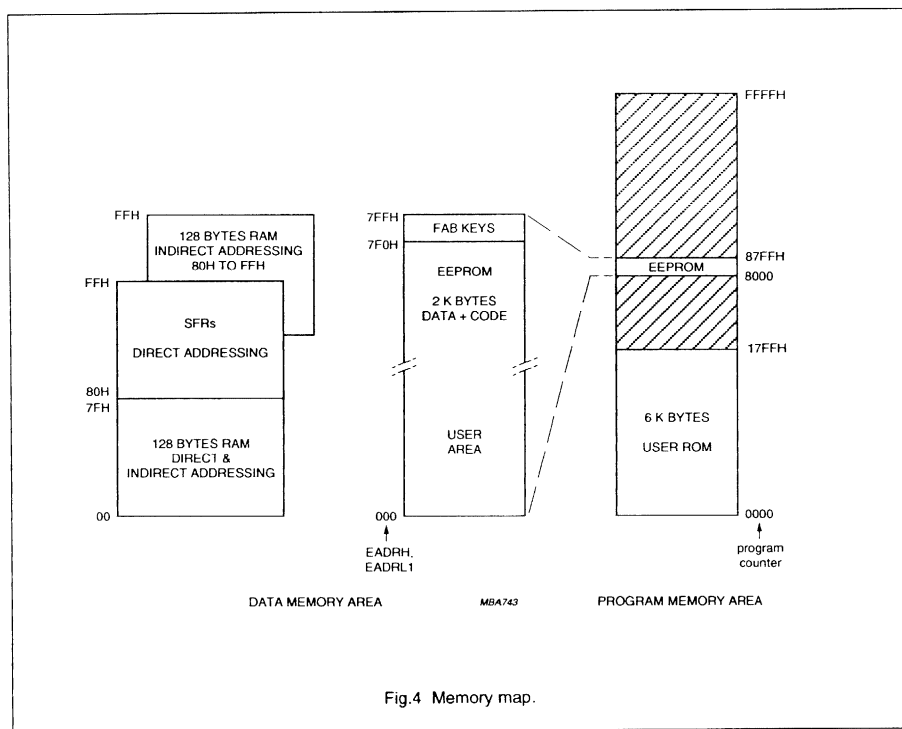 FFH
128 BYTES RAM
INDIRECT ADDRESSING
80H TO FFH
FFH
SFRs
DIRECT ADDRESSING
80H
7FH
128 BYTES RAM
DIRECT &
INDIRECT ADDRESSING
00
7FFH
FAB KEYS
7F0H
EEPROM
2 K BYTES
DATA + CODE
USER
AREA
000
EADRH,
EADRL1
FFFFH
87FFH
EEPROM
8000
17FFH
6 K BYTES
USER ROM
0000
program
counter
DATA MEMORY AREA
MBA743
PROGRAM MEMORY AREA
Fig.4 Memory map.